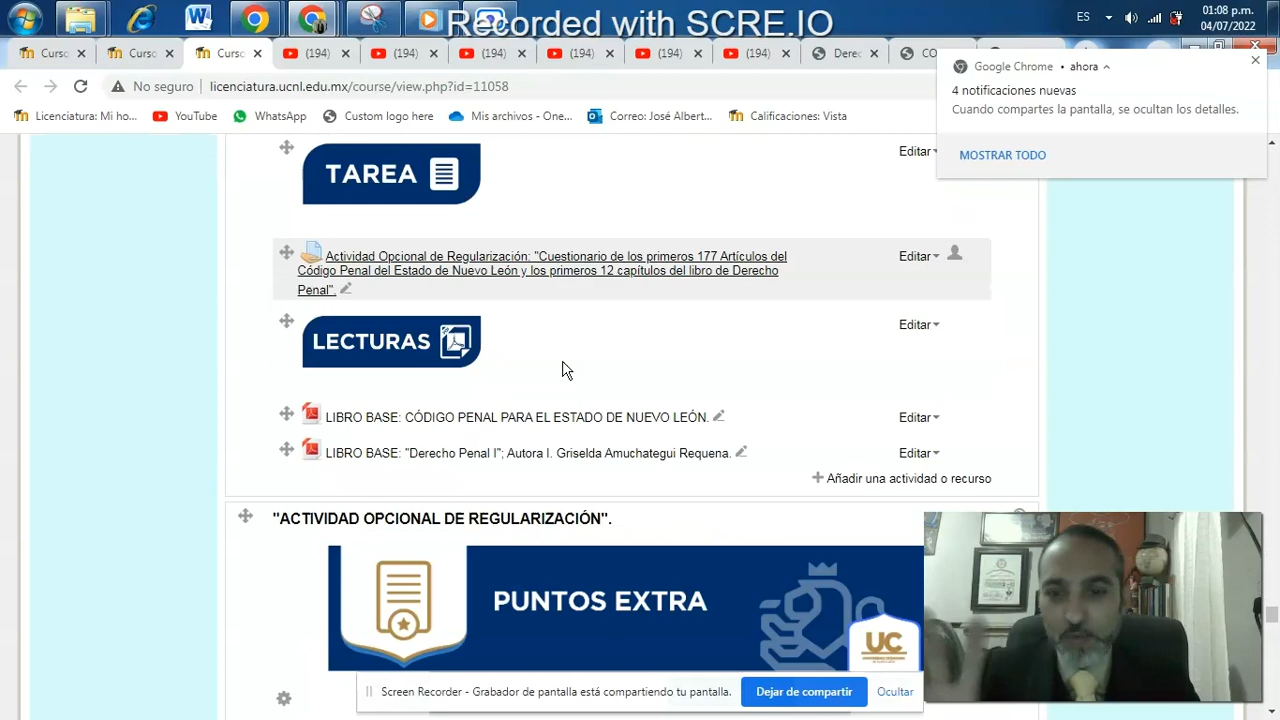 Recorded with SCRE.IO
ES
01:08 p.m.
04/07/2022
Curso
Curso
Curso
(194)
(194)
(194)
(194)
(194)
(194)
Derec
CO
No seguro
licenciatura.ucnl.edu.mx/course/view.php?id=11058
Licenciatura: Mi ho...
YouTube
WhatsApp
Custom logo here
Mis archivos - One...
Correo: José Albert...
Calificaciones: Vista
Google Chrome • ahora
4 notificaciones nuevas
Cuando compartes la pantalla, se ocultan los detalles.
MOSTRAR TODO
TAREA
Editar
Actividad Opcional de Regularización: "Cuestionario de los primeros 177 Artículos del
Código Penal del Estado de Nuevo León y los primeros 12 capítulos del libro de Derecho
Penal".
Editar
LECTURAS
Editar
LIBRO BASE: CÓDIGO PENAL PARA EL ESTADO DE NUEVO LEÓN.
Editar
LIBRO BASE: "Derecho Penal I"; Autora I. Griselda Amuchategui Requena.
Editar
Añadir una actividad o recurso
"ACTIVIDAD OPCIONAL DE REGULARIZACIÓN".
PUNTOS EXTRA
UC
Screen Recorder - Grabador de pantalla está compartiendo tu pantalla.
Dejar de compartir
Ocultar